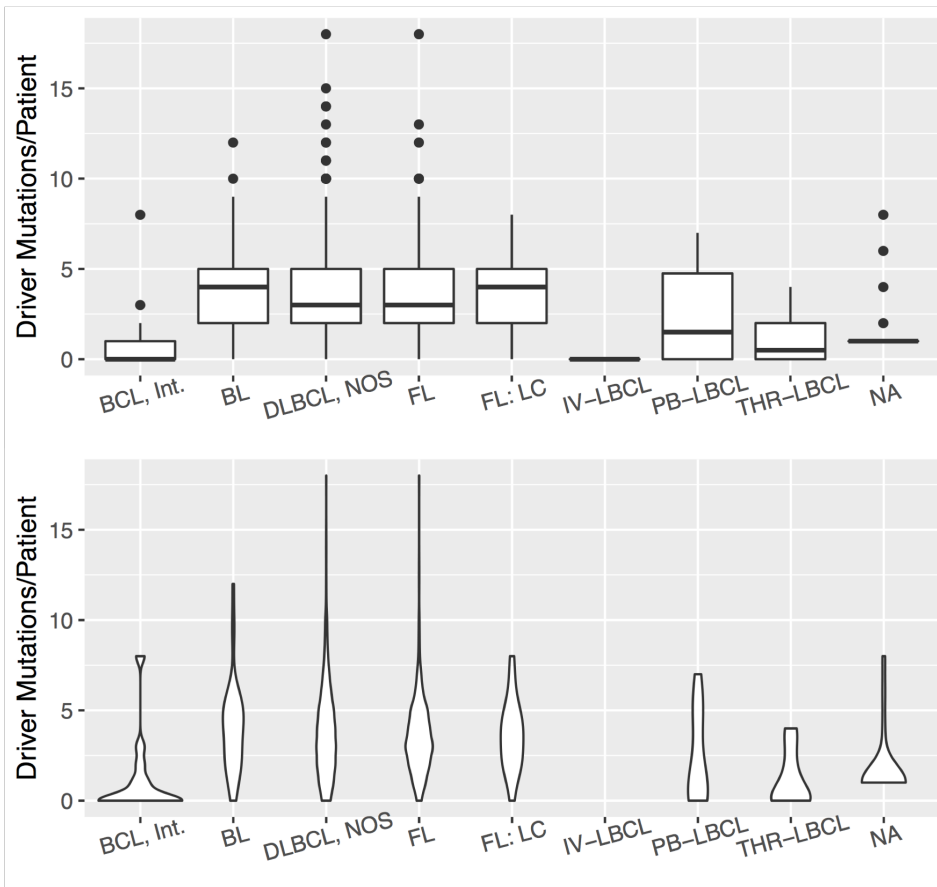 Driver Mutations/Patient
15
10
5
0
BCL, Int. BL DLBCL, NOS FL FL: LC IV–LBCL PB–LBCL THR–LBCL NA
Driver Mutations/Patient
15
10
5
0
BCL, Int. BL DLBCL, NOS FL FL: LC IV–LBCL PB–LBCL THR–LBCL NA